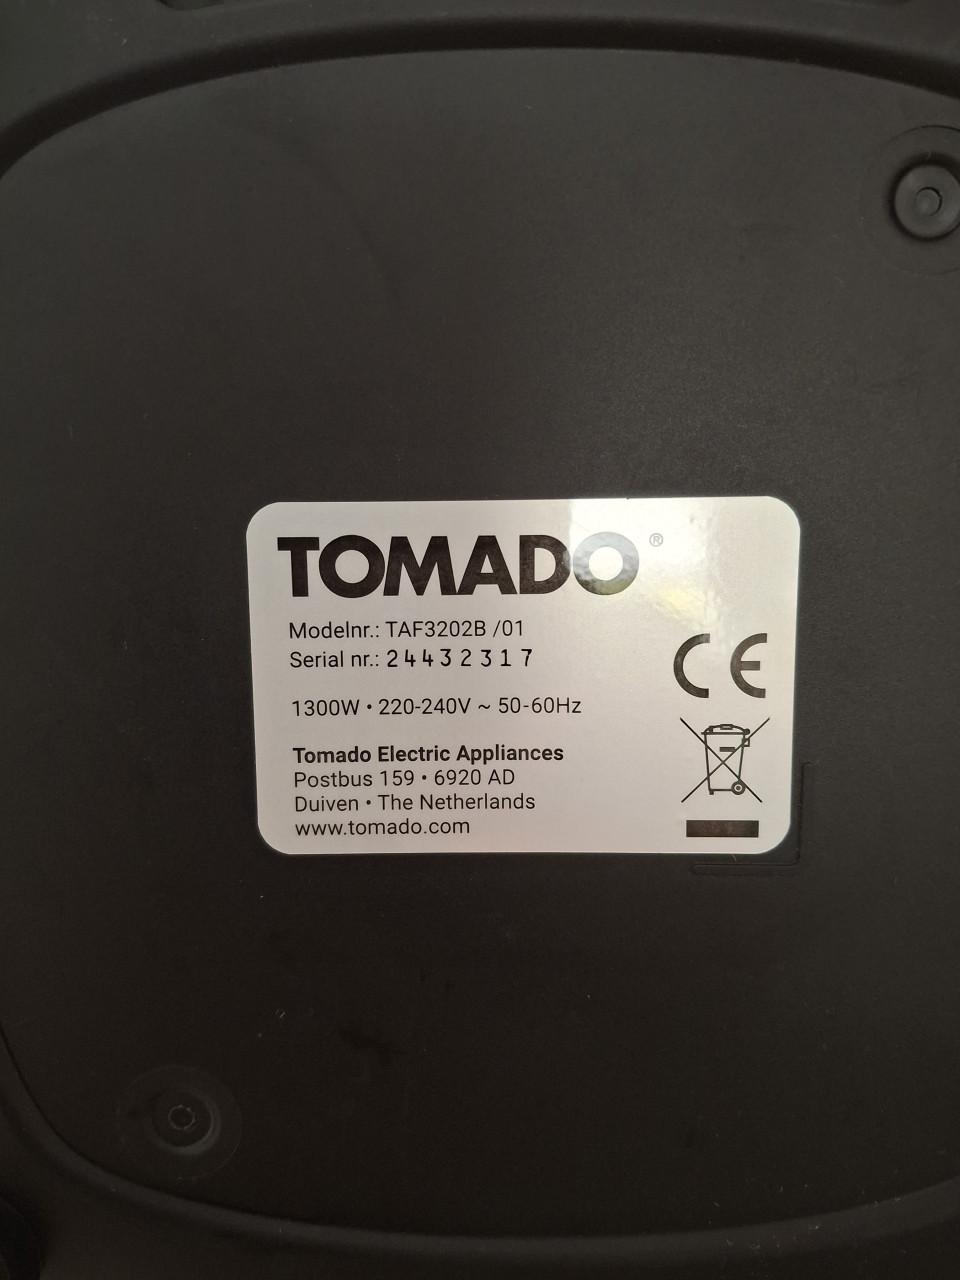 TOMADO®
Modelnr.: TAF3202B /01
Serial nr.: 24432317
1300W • 220-240V ~ 50-60Hz
Tomado Electric Appliances
Postbus 159 • 6920 AD
Duiven • The Netherlands
www.tomado.com
CE